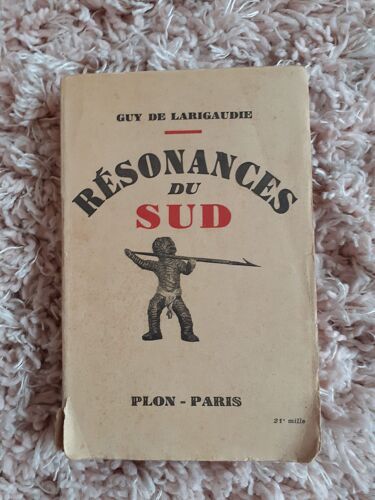 GUY DE LARIGAUDIE
RÉSONANCES
DU
SUD
PLON - PARIS
21e mille